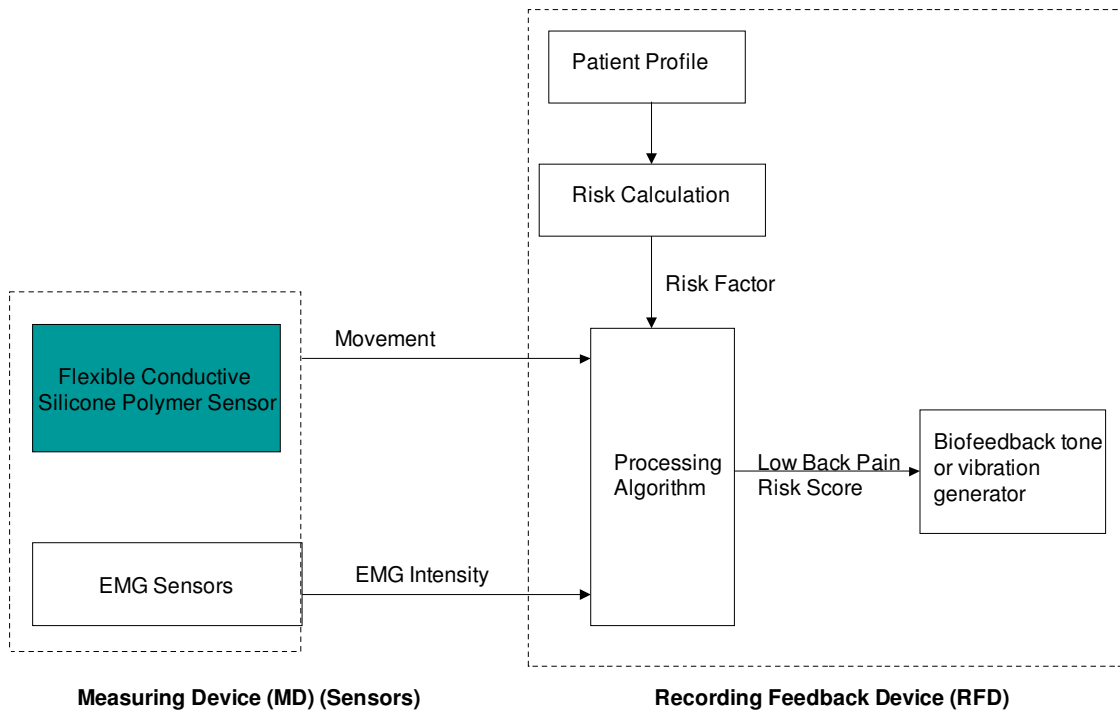 Patient Profile
Risk Calculation
Risk Factor
Movement
Flexible Conductive
Silicone Polymer Sensor
Processing
Algorithm
Low Back Pain
Risk Score
Biofeedback tone
or vibration
generator
EMG Sensors
EMG Intensity
Measuring Device (MD) (Sensors)
Recording Feedback Device (RFD)